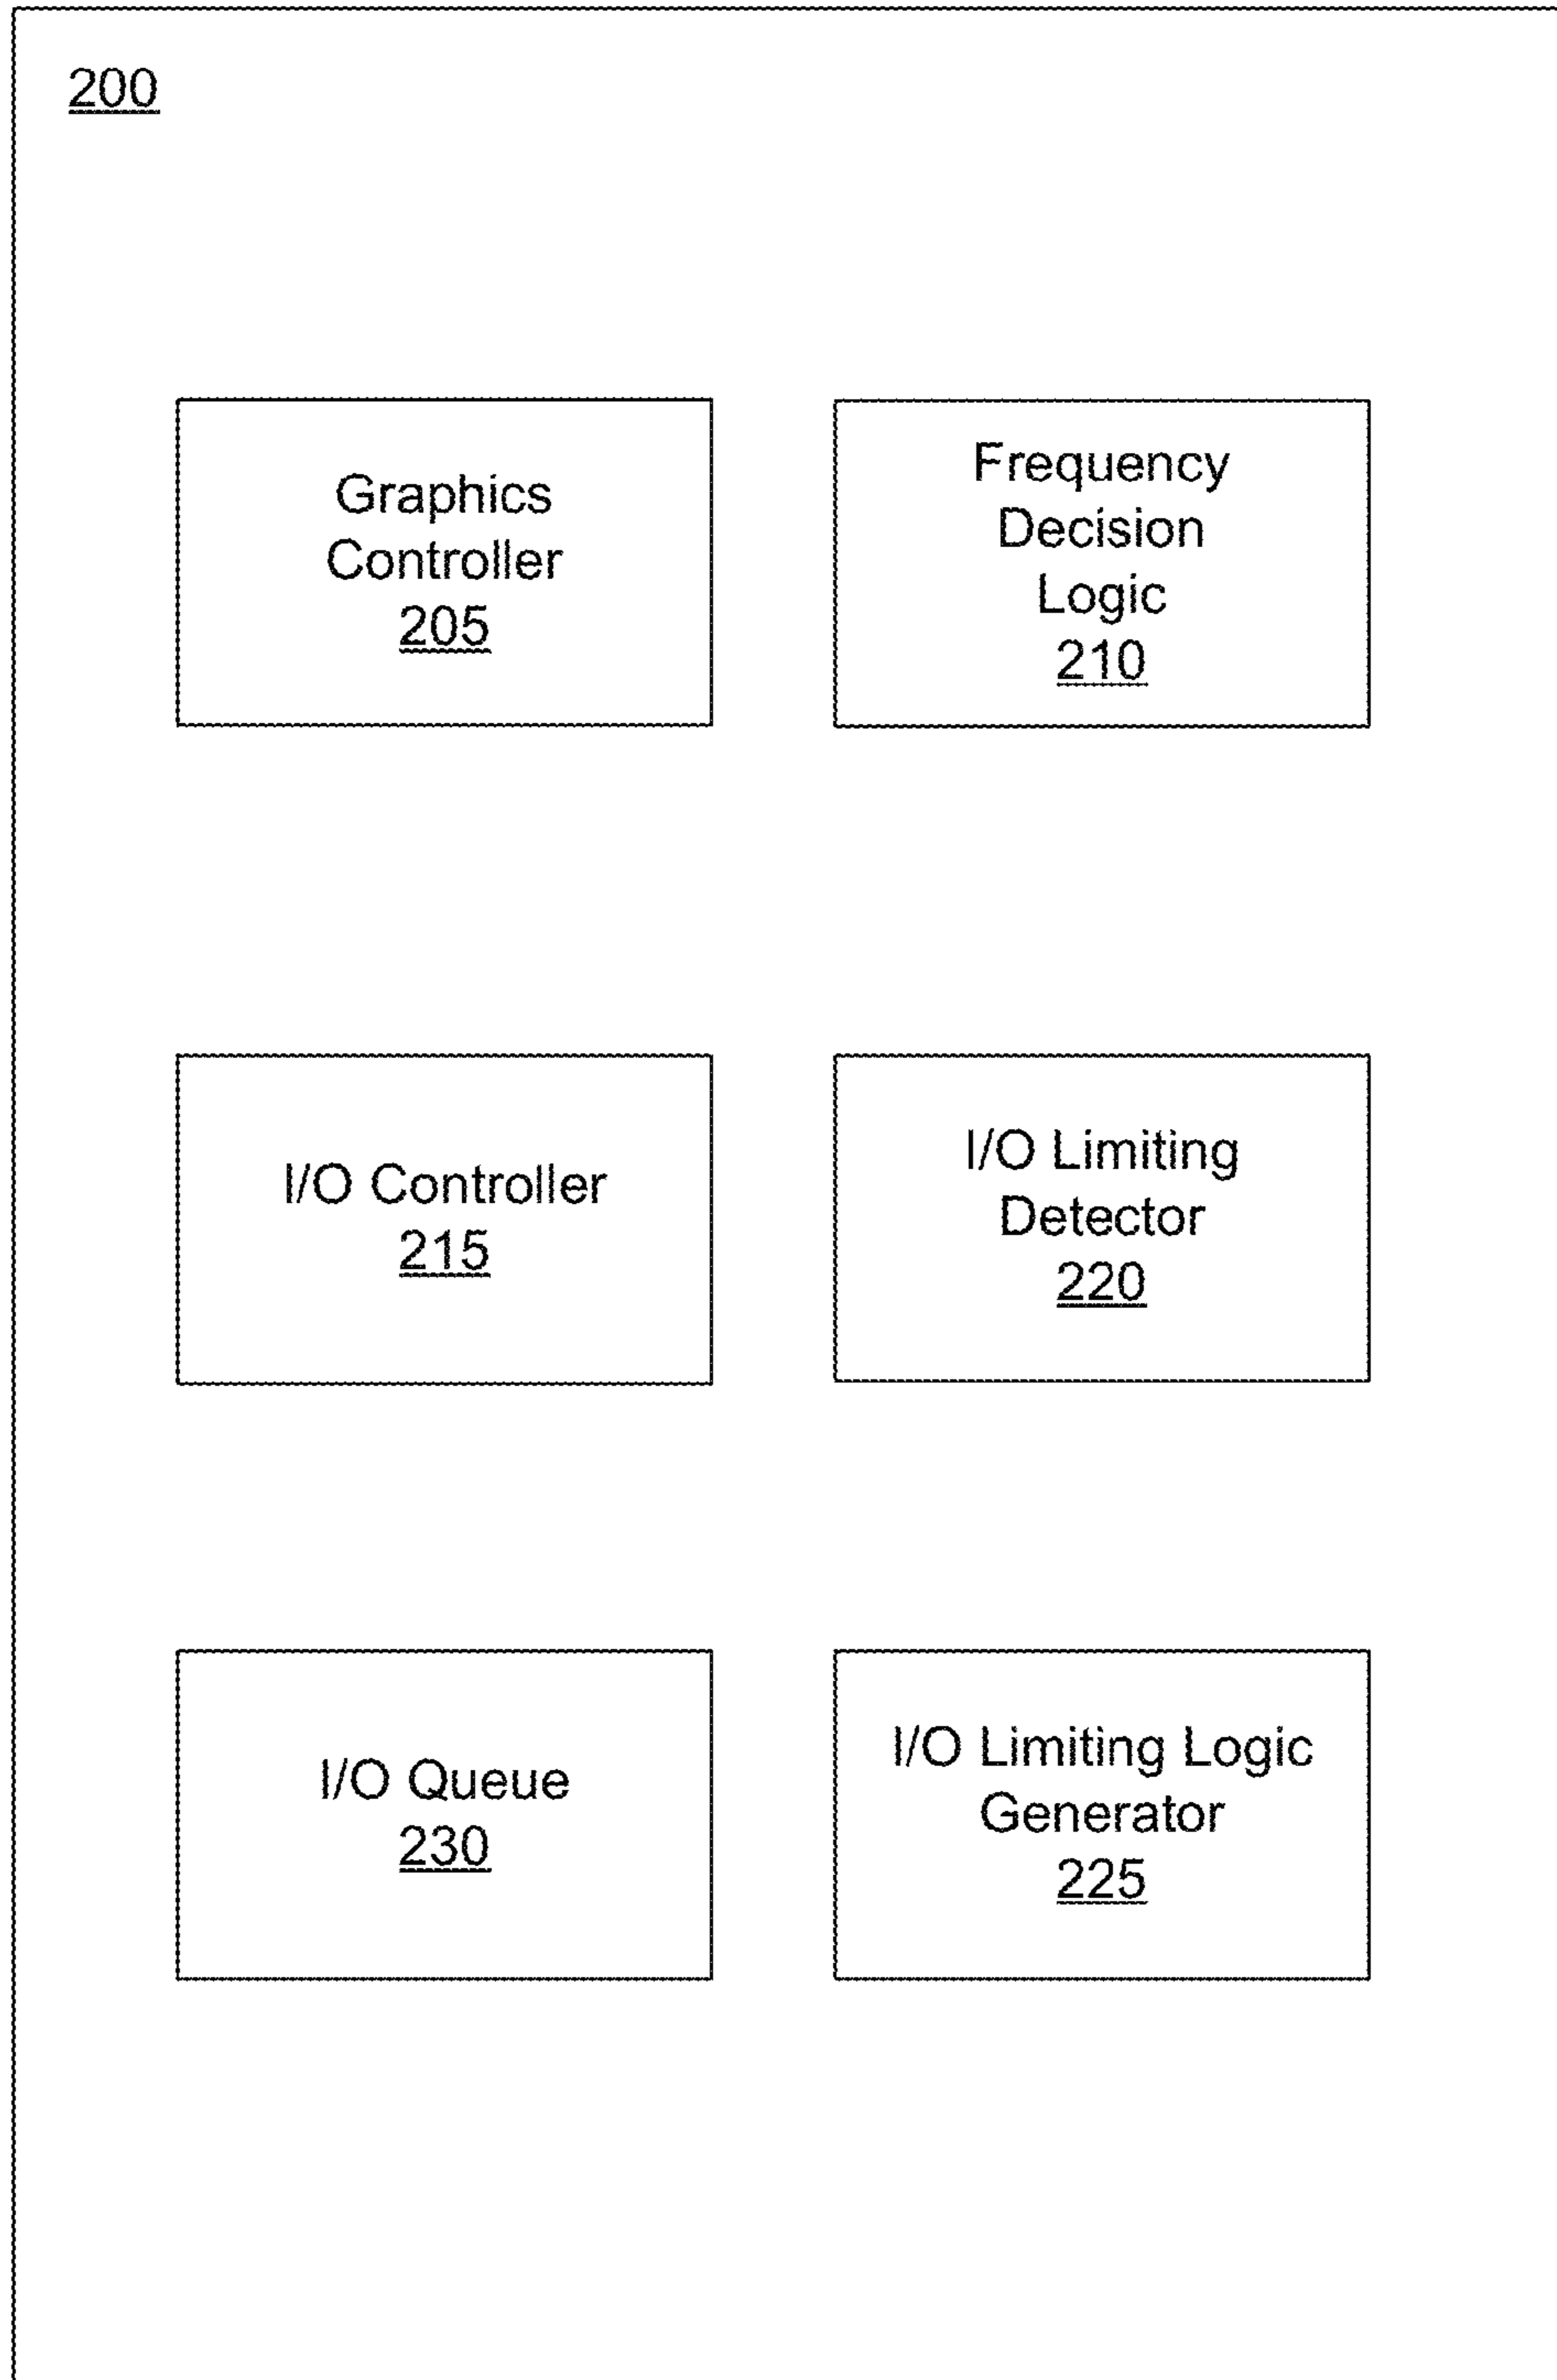 200
Graphics
Controller
205
Frequency
Decision
Logic
210
I/O Controller
215
I/O Limiting
Detector
220
I/O Queue
230
I/O Limiting Logic
Generator
225